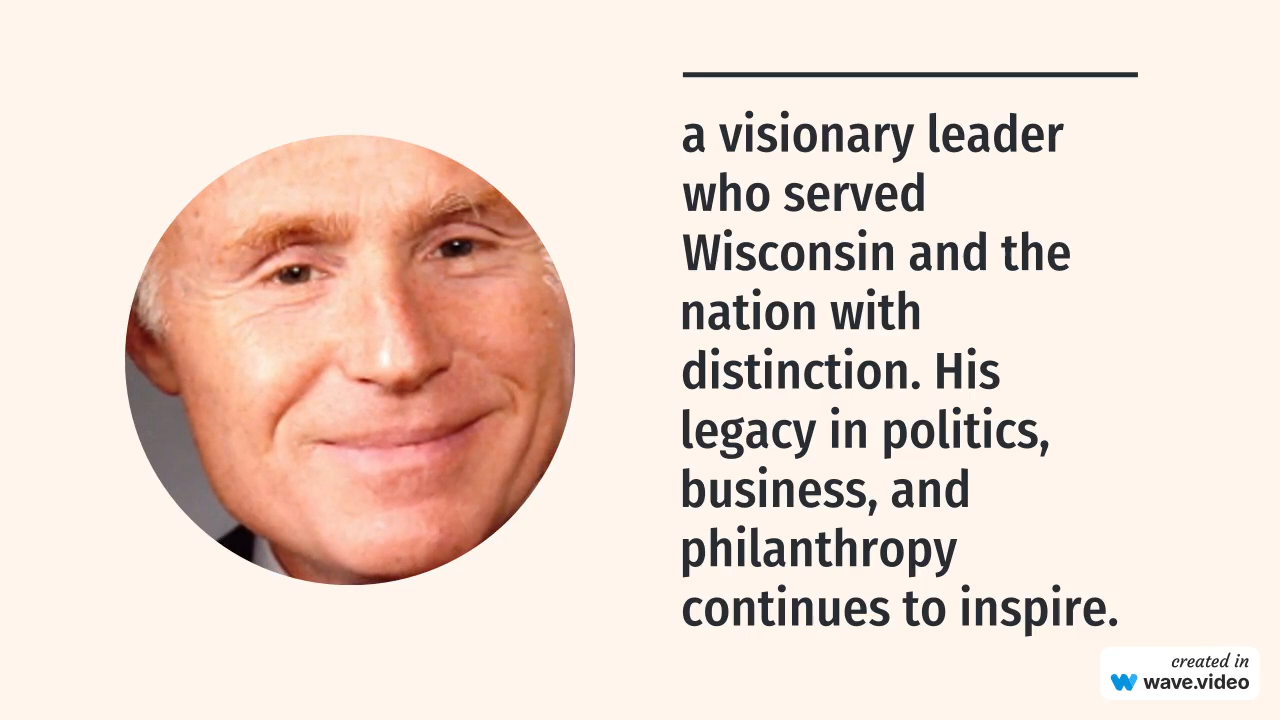 a visionary leader
who served
Wisconsin and the
nation with
distinction. His
legacy in politics,
business, and
philanthropy
continues to inspire.
created in
wave.video